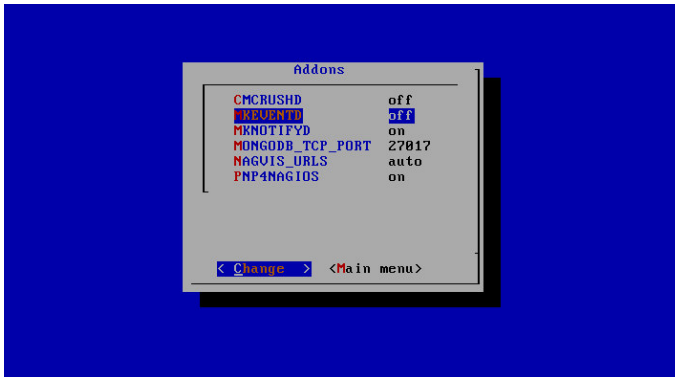 Addons
CMCRUSHD off
MKEVENTD off
MKNOTIFYD on
MONGODB_TCP_PORT 27017
NAGVIS_URLS auto
PNP4NAGIOS on
< Change > <Main menu>